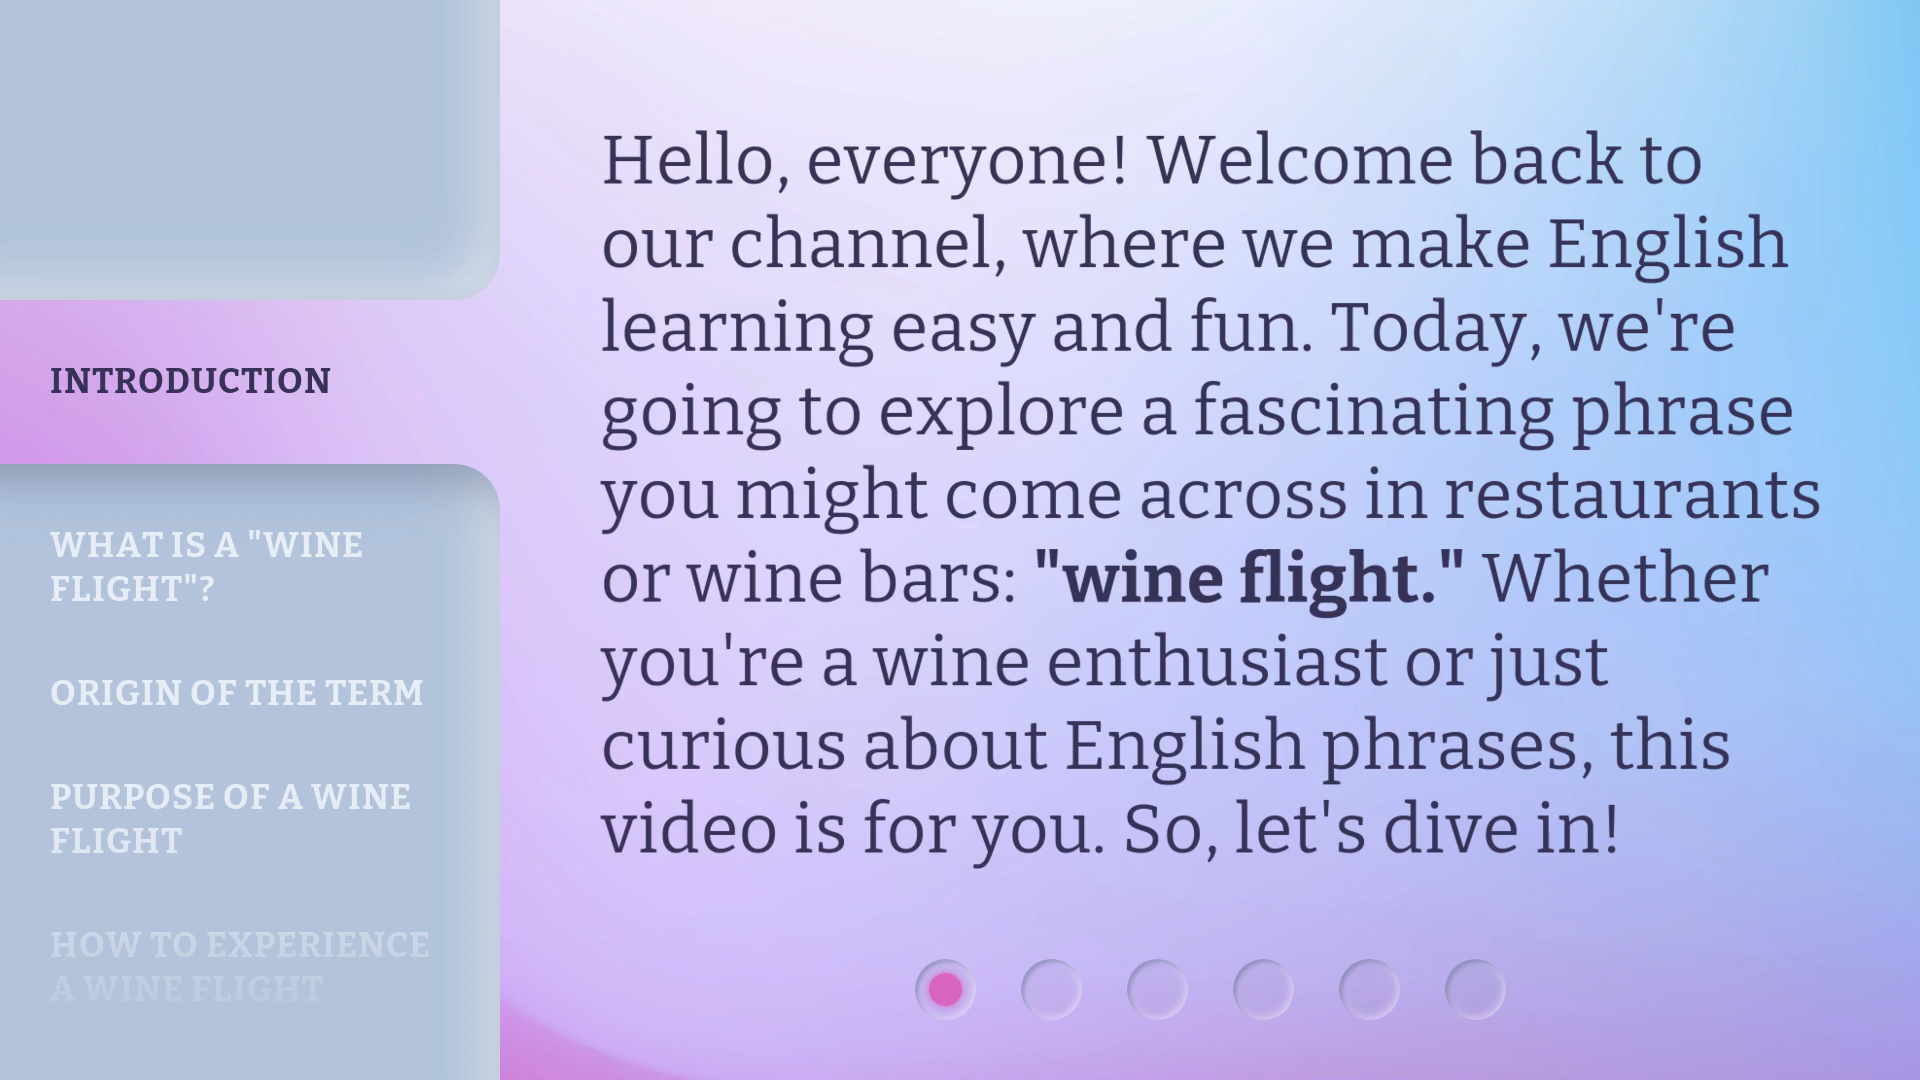 INTRODUCTION
WHAT IS A "WINE
FLIGHT"?
ORIGIN OF THE TERM
PURPOSE OF A WINE
FLIGHT
HOW TO EXPERIENCE
A WINE FLIGHT
Hello, everyone! Welcome back to
our channel, where we make English
learning easy and fun. Today, we're
going to explore a fascinating phrase
you might come across in restaurants
or wine bars: "wine flight." Whether
you're a wine enthusiast or just
curious about English phrases, this
video is for you. So, let's dive in!